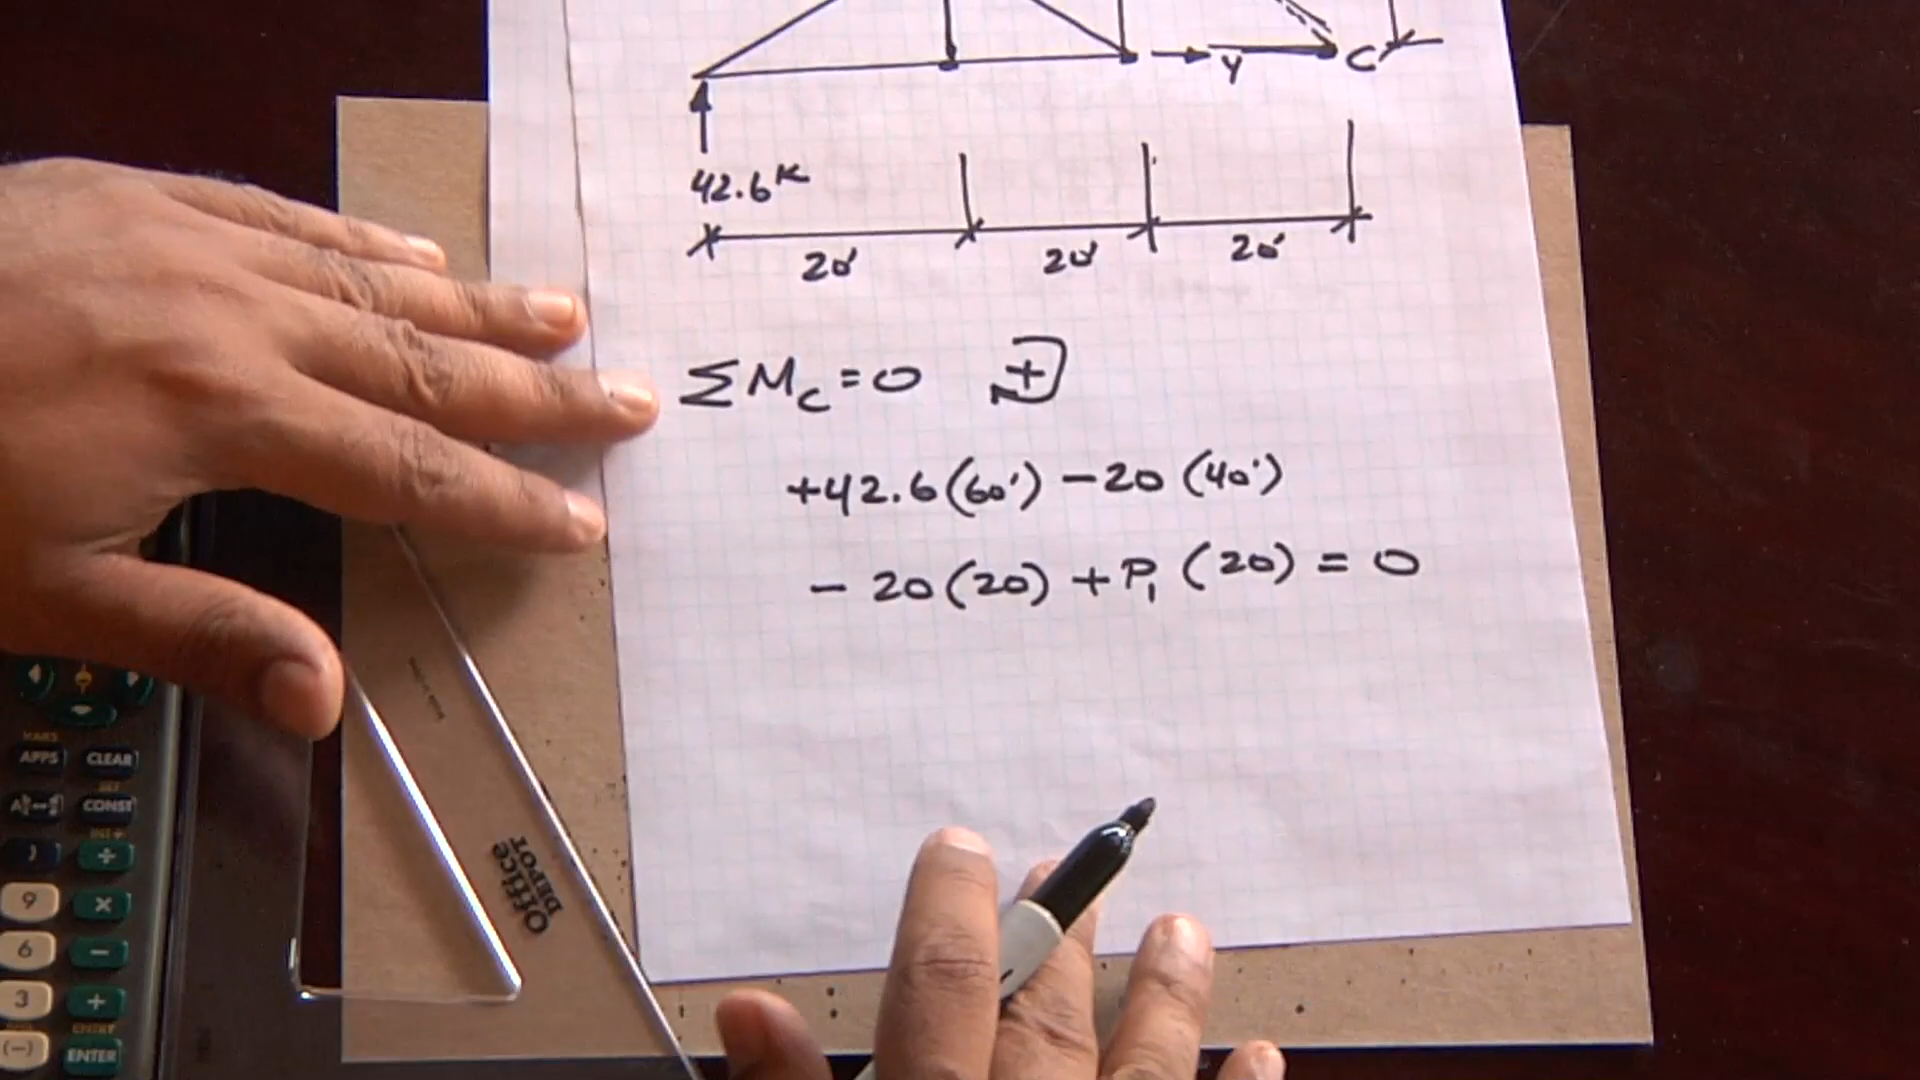 Y C
42.6K
20' 20' 20'
ΣMc = 0 +
+42.6(60') - 20 (40')
- 20(20) + P₁ (20) = 0
APPS CLEAR
CONST
) ÷
9 ×
6 -
3 +
ENTRY
(-) ENTER
Office
DEPOT